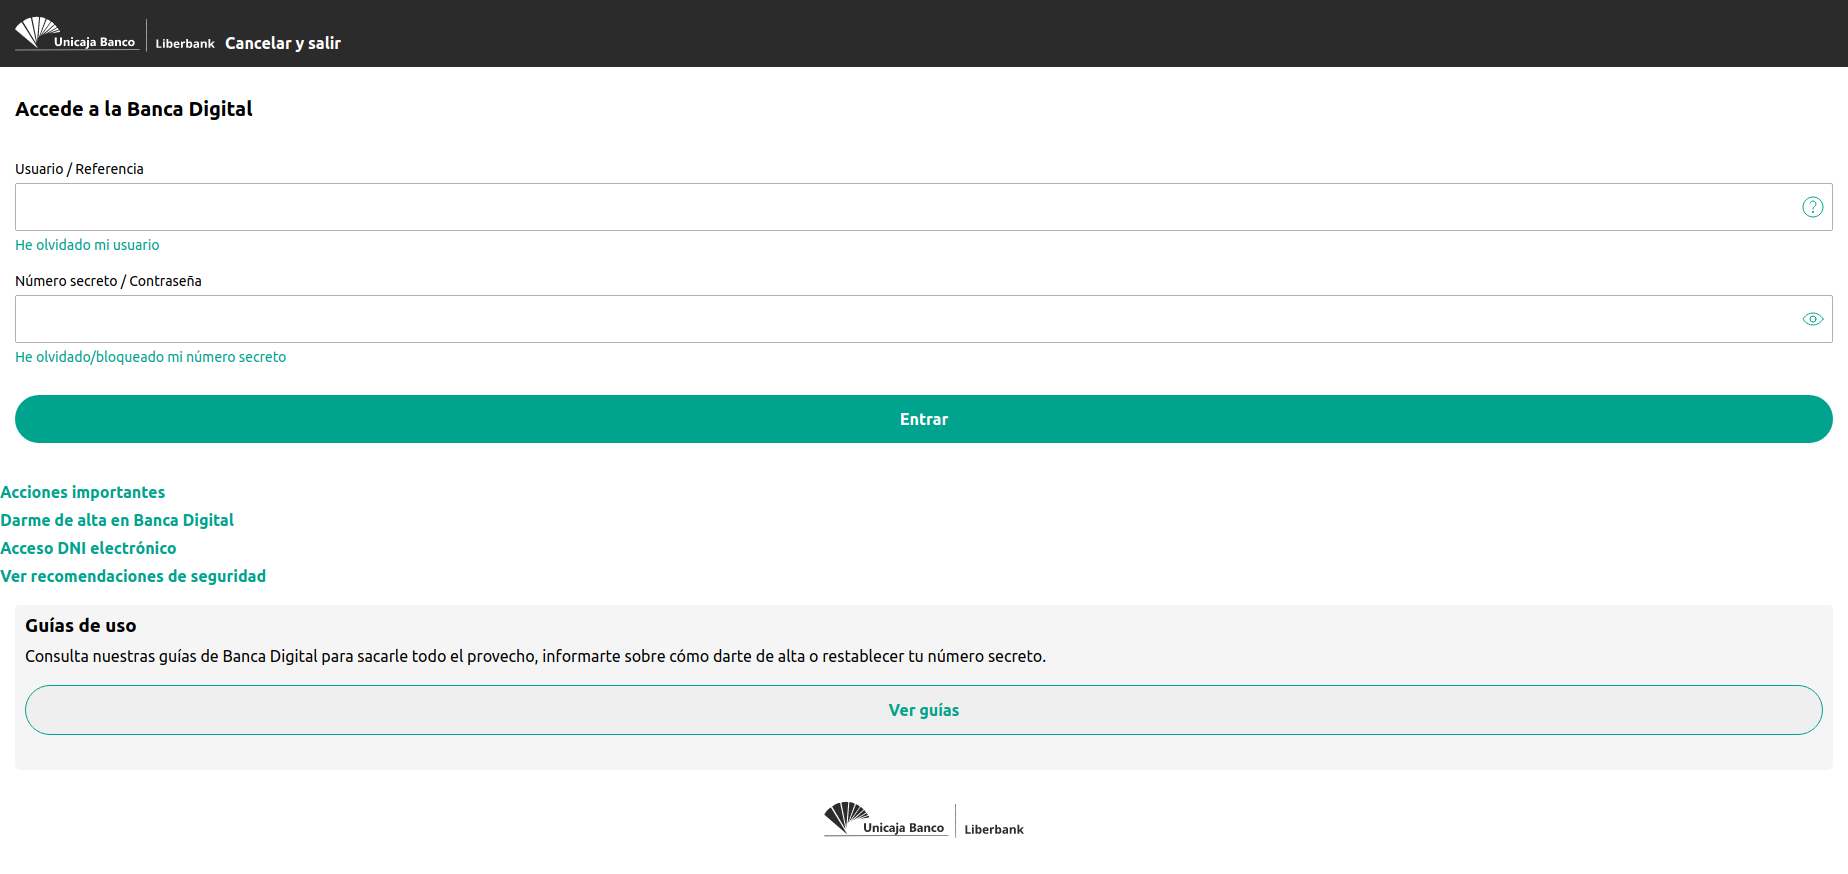 Unicaja Banco | Liberbank Cancelar y salir
Accede a la Banca Digital
Usuario / Referencia
?
He olvidado mi usuario
Número secreto / Contraseña
He olvidado/bloqueado mi número secreto
Entrar
Acciones importantes
Darme de alta en Banca Digital
Acceso DNI electrónico
Ver recomendaciones de seguridad
Guías de uso
Consulta nuestras guías de Banca Digital para sacarle todo el provecho, informarte sobre cómo darte de alta o restablecer tu número secreto.
Ver guías
Unicaja Banco | Liberbank